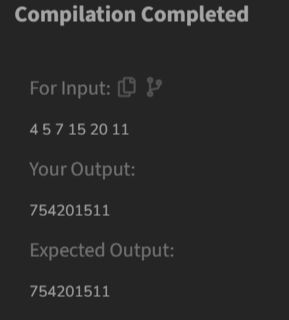 Compilation Completed
For Input:
4 5 7 15 20 11
Your Output:
754201511
Expected Output:
754201511